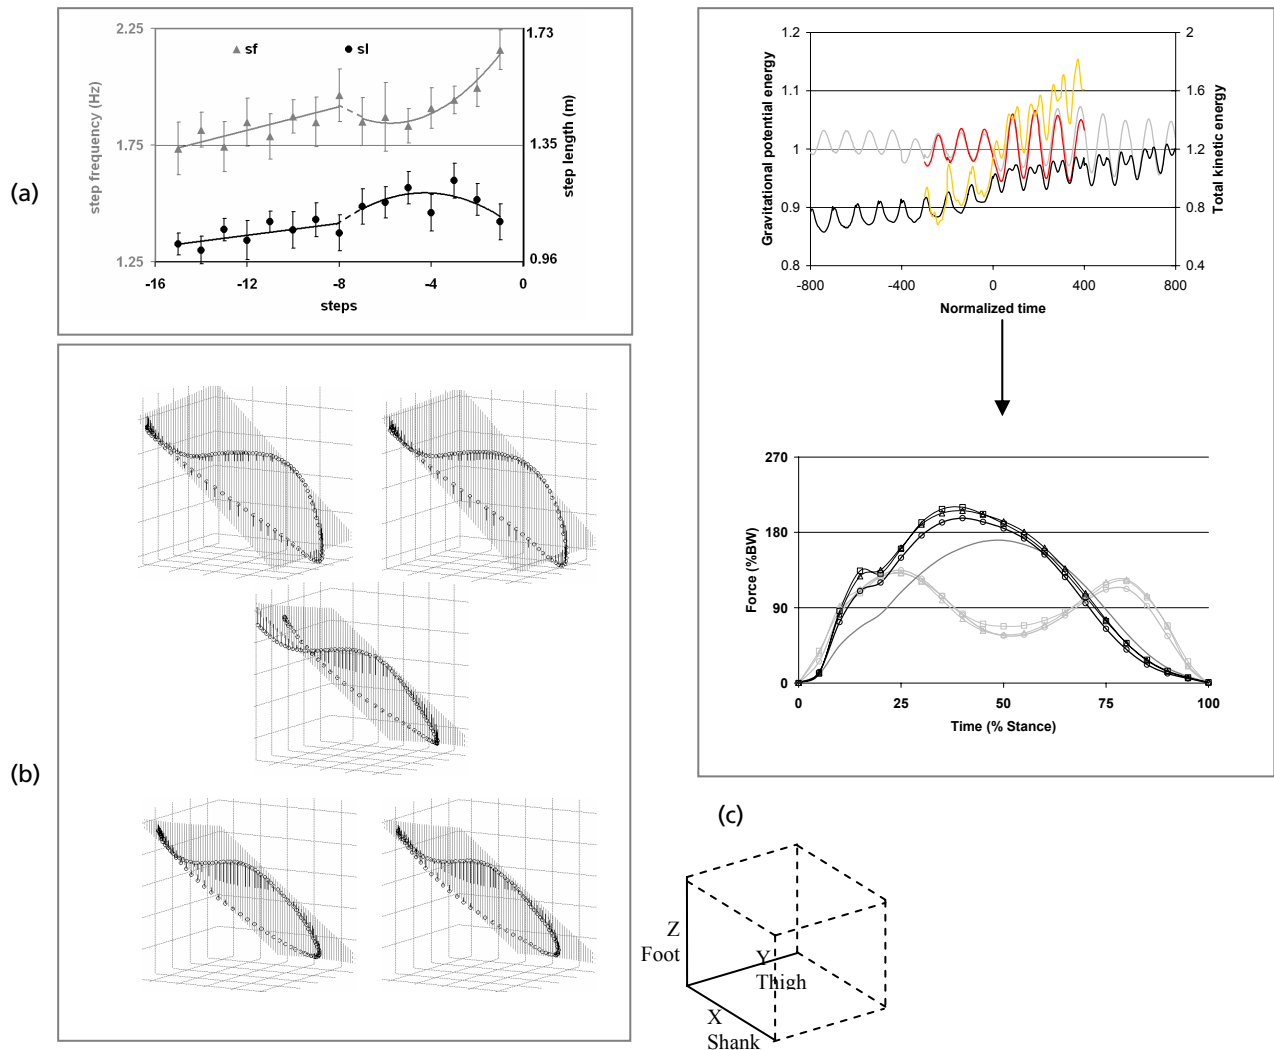 (a)
2.25
1.75
1.25
step frequency (Hz)
sf
sl
1.73
1.35
0.96
step length (m)
-16
-12
-8
-4
0
steps
(b)
1.2
1.1
1
0.9
0.8
Gravitational potential energy
2
1.6
1.2
0.8
0.4
Total kinetic energy
-800
-400
0
400
800
Normalized time
270
180
90
0
Force (%BW)
0
25
50
75
100
Time (% Stance)
(c)
Z
Foot
Y
Thigh
X
Shank